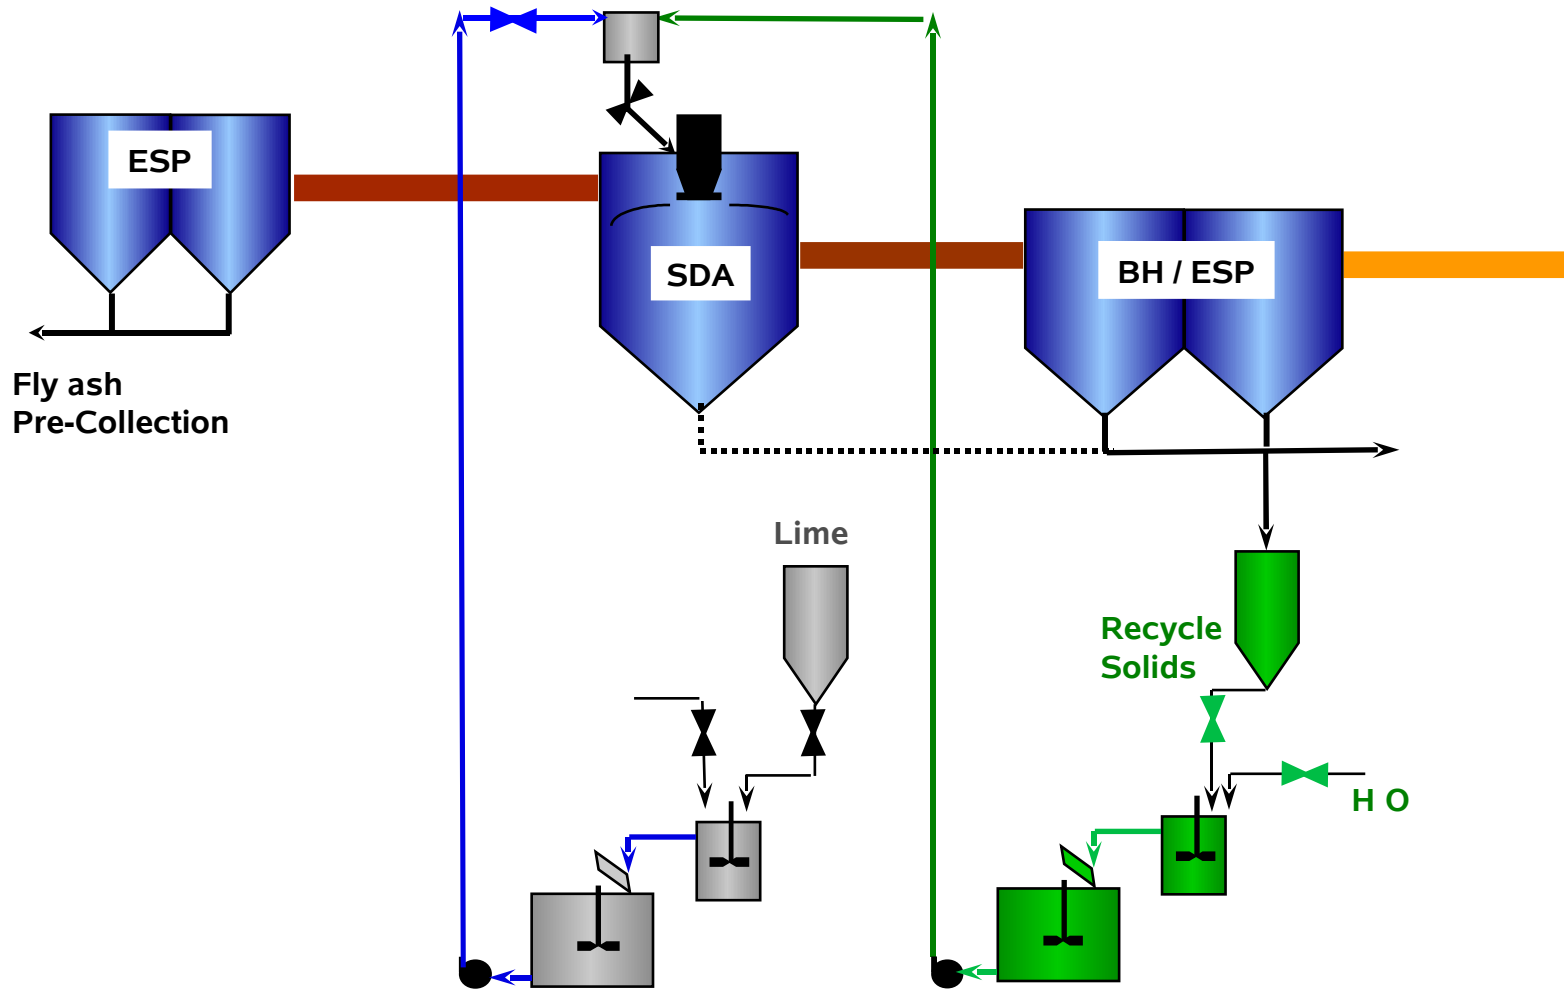 ESP
SDA
BH / ESP
Fly ash
Pre-Collection
Lime
Recycle
Solids
H O